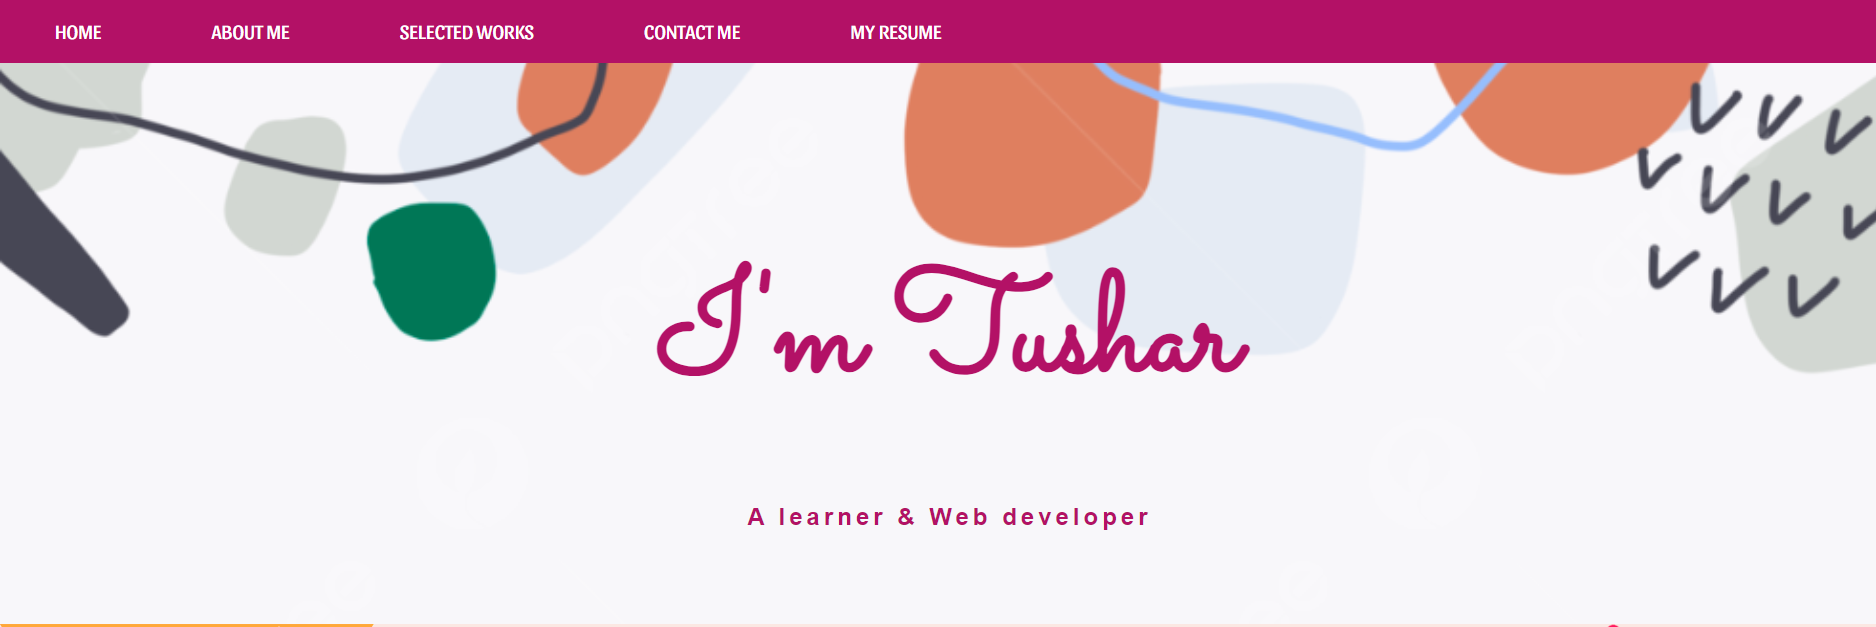 HOME ABOUT ME SELECTED WORKS CONTACT ME MY RESUME
I'm Tushar
A learner & Web developer